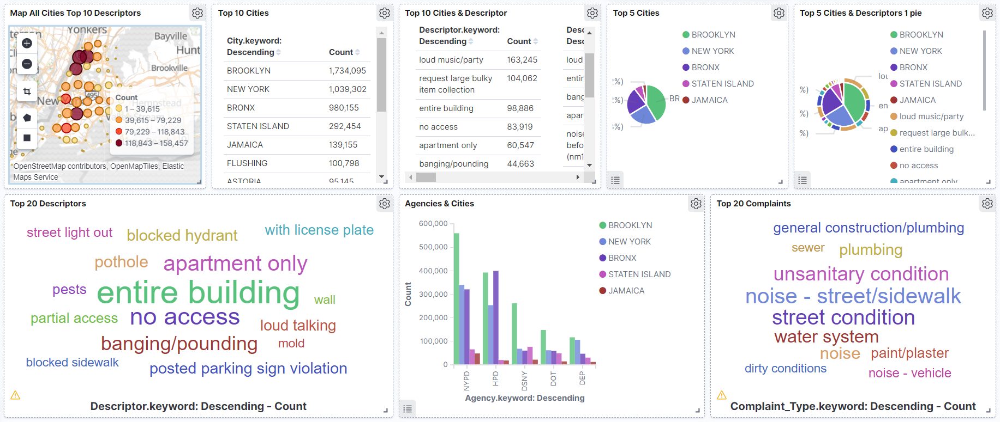 Map All Cities Top 10 Descriptors
Yonkers
Bayville
Hunt
Brookville
495
New
Hempstead
Count
1 – 39,615
39,615 – 79,229
79,229 – 118,843
118,843 – 158,457
OpenStreetMap contributors, OpenMapTiles, Elastic
Maps Service
Top 10 Cities
City.keyword:
Descending Count
BROOKLYN 1,734,095
NEW YORK 1,039,302
BRONX 980,155
STATEN ISLAND 292,454
JAMAICA 139,155
FLUSHING 100,798
ASTORIA 95,145
Top 10 Cities & Descriptor
Descriptor.keyword:
Descending Count
loud music/party 163,245
request large bulky
item collection 104,062
entire building 98,886
no access 83,919
apartment only 60,547
banging/pounding 44,663
Desc
Desc
loud
entir
bang
apar
nois
befo
(nm1
Top 5 Cities
BROOKLYN
NEW YORK
BRONX
STATEN ISLAND
JAMAICA
%)
%)
BR
%)
Top 5 Cities & Descriptors 1 pie
BROOKLYN
NEW YORK
BRONX
STATEN ISLAND
JAMAICA
loud music/party
request large bulk...
entire building
no access
apartment only
lou
%)
en
%)
ap
%)
Top 20 Descriptors
street light out
blocked hydrant
with license plate
pothole
apartment only
pests
entire building
wall
partial access
no access
loud talking
banging/pounding
mold
blocked sidewalk
posted parking sign violation
Descriptor.keyword: Descending - Count
Agencies & Cities
600,000
500,000
400,000
300,000
200,000
100,000
0
Count
NYPD
HPD
DSNY
DOT
DEP
Agency.keyword: Descending
BROOKLYN
NEW YORK
BRONX
STATEN ISLAND
JAMAICA
Top 20 Complaints
general construction/plumbing
sewer
plumbing
unsanitary condition
noise - street/sidewalk
street condition
water system
noise
paint/plaster
dirty conditions
noise - vehicle
Complaint_Type.keyword: Descending - Count